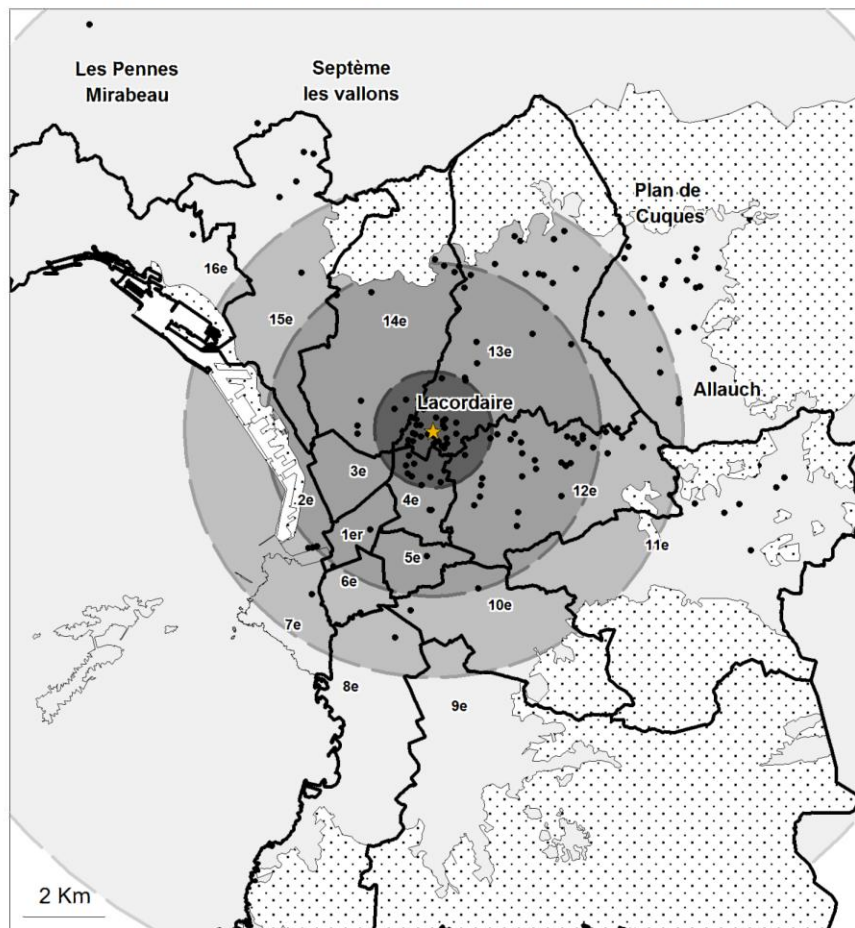 Les Pennes
Mirabeau
Septème
les vallons
Plan de
Cuques
16e
15e
14e
13e
Allauch
Lacordaire
3e
2e
4e
12e
1er
5e
11e
6e
10e
7e
8e
9e
2 Km